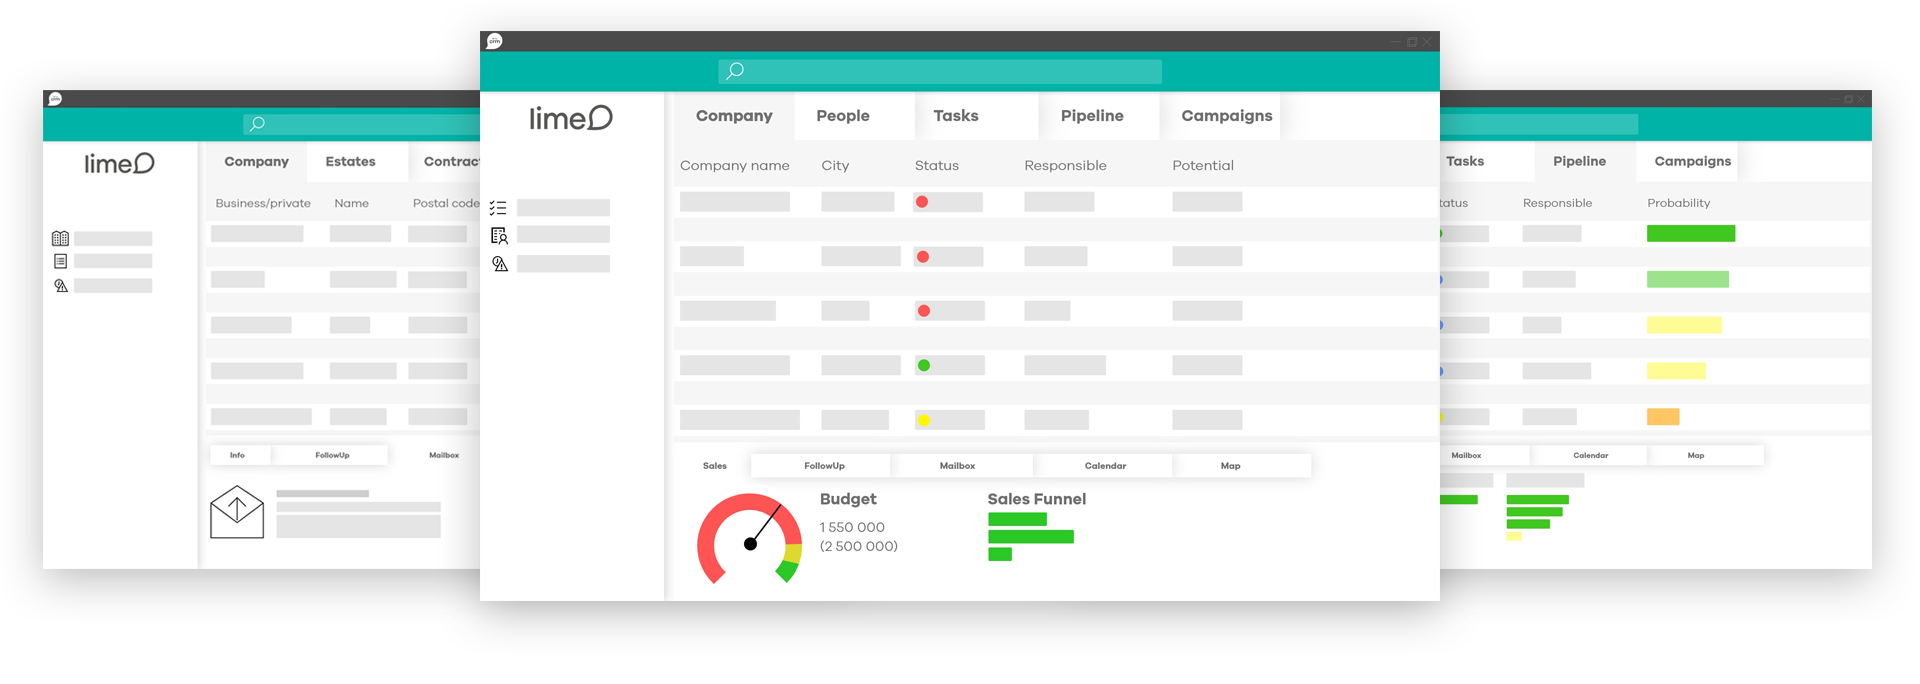 lime
Company Estates Contract
Business/private Name Postal code
Info FollowUp Mailbox
crm
lime
Company People Tasks Pipeline Campaigns
Company name City Status Responsible Potential
Sales FollowUp Mailbox Calendar Map
Budget
1 550 000
(2 500 000)
Sales Funnel
Tasks Pipeline Campaigns
tatus Responsible Probability
Mailbox Calendar Map